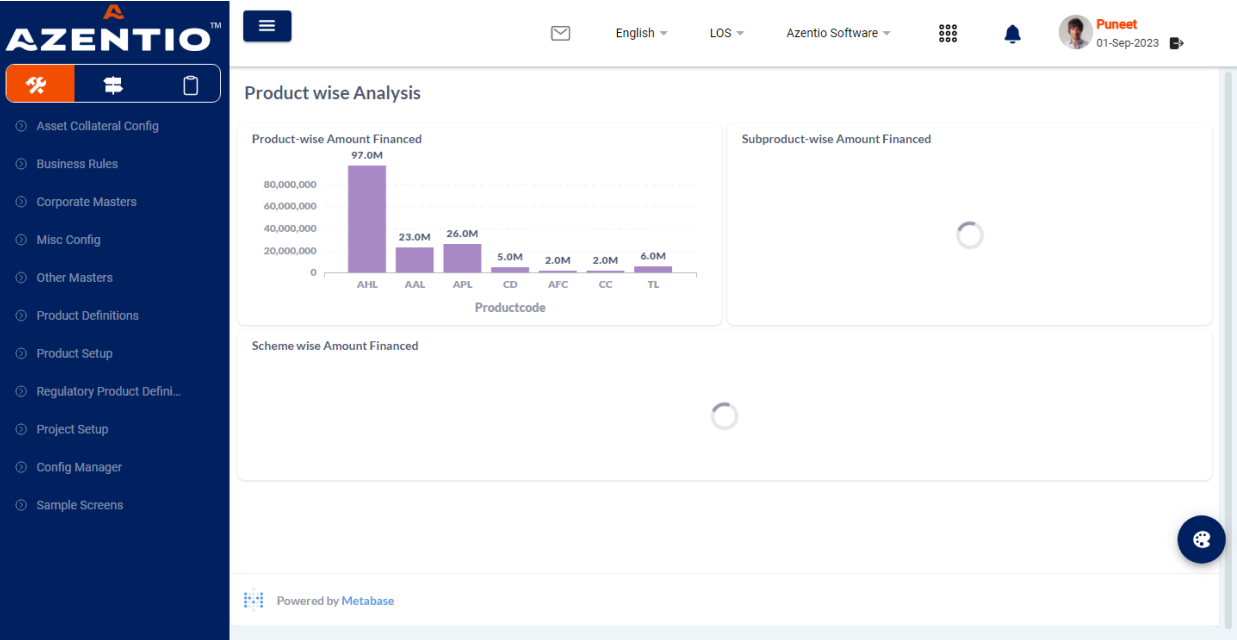 AZENTIO™
English
LOS
Azentio Software
Puneet
01-Sep-2023
Asset Collateral Config
Business Rules
Corporate Masters
Misc Config
Other Masters
Product Definitions
Product Setup
Regulatory Product Defini...
Project Setup
Config Manager
Sample Screens
Product wise Analysis
Product-wise Amount Financed
97.0M
80,000,000
60,000,000
40,000,000
20,000,000
0
23.0M
26.0M
5.0M
2.0M
2.0M
6.0M
AHL AAL APL CD AFC CC TL
Productcode
Subproduct-wise Amount Financed
Scheme wise Amount Financed
Powered by Metabase